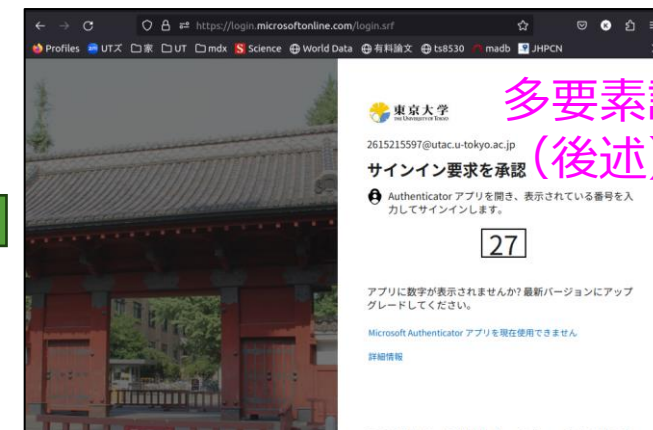 https://login.microsoftonline.com/login.srf
Profiles UTズ 家 UT mdx Science World Data 有料論文 ts8530 madb JHPCN
多要素
東京大学
THE UNIVERSITY OF TOKYO
2615215597@utac.u-tokyo.ac.jp
サインイン要求を承認
(後述)
Authenticator アプリを開き、表示されている番号を入
力してサインインします。
27
アプリに数字が表示されませんか? 最新バージョンにアップ
グレードしてください。
Microsoft Authenticator アプリを現在使用できません
詳細情報